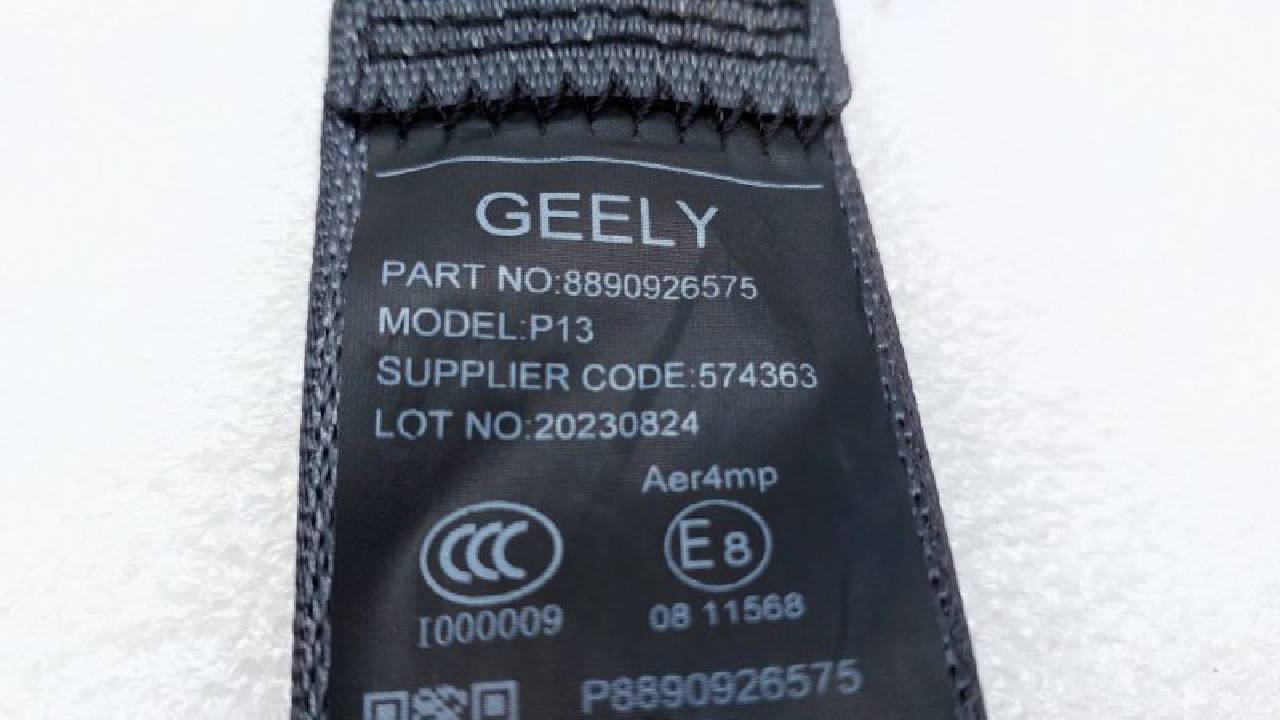 GEELY
PART NO:8890926575
MODEL:P13
SUPPLIER CODE:574363
LOT NO:20230824
Aer4mp
CCC
E8
I000009
08 11568
P8890926575